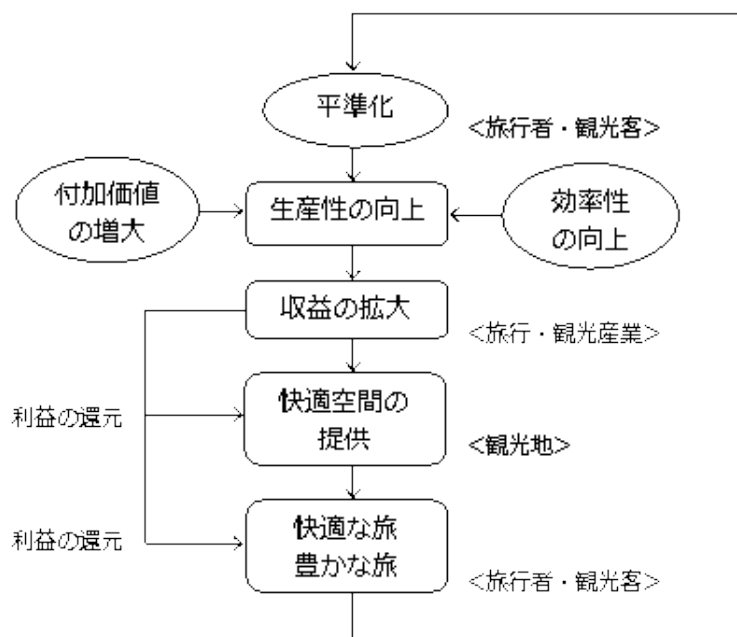 平準化
<旅行者・観光客>
付加価値
の増大
生産性の向上
効率性
の向上
収益の拡大
<旅行・観光産業>
利益の還元
快適空間の
提供
<観光地>
利益の還元
快適な旅
豊かな旅
<旅行者・観光客>